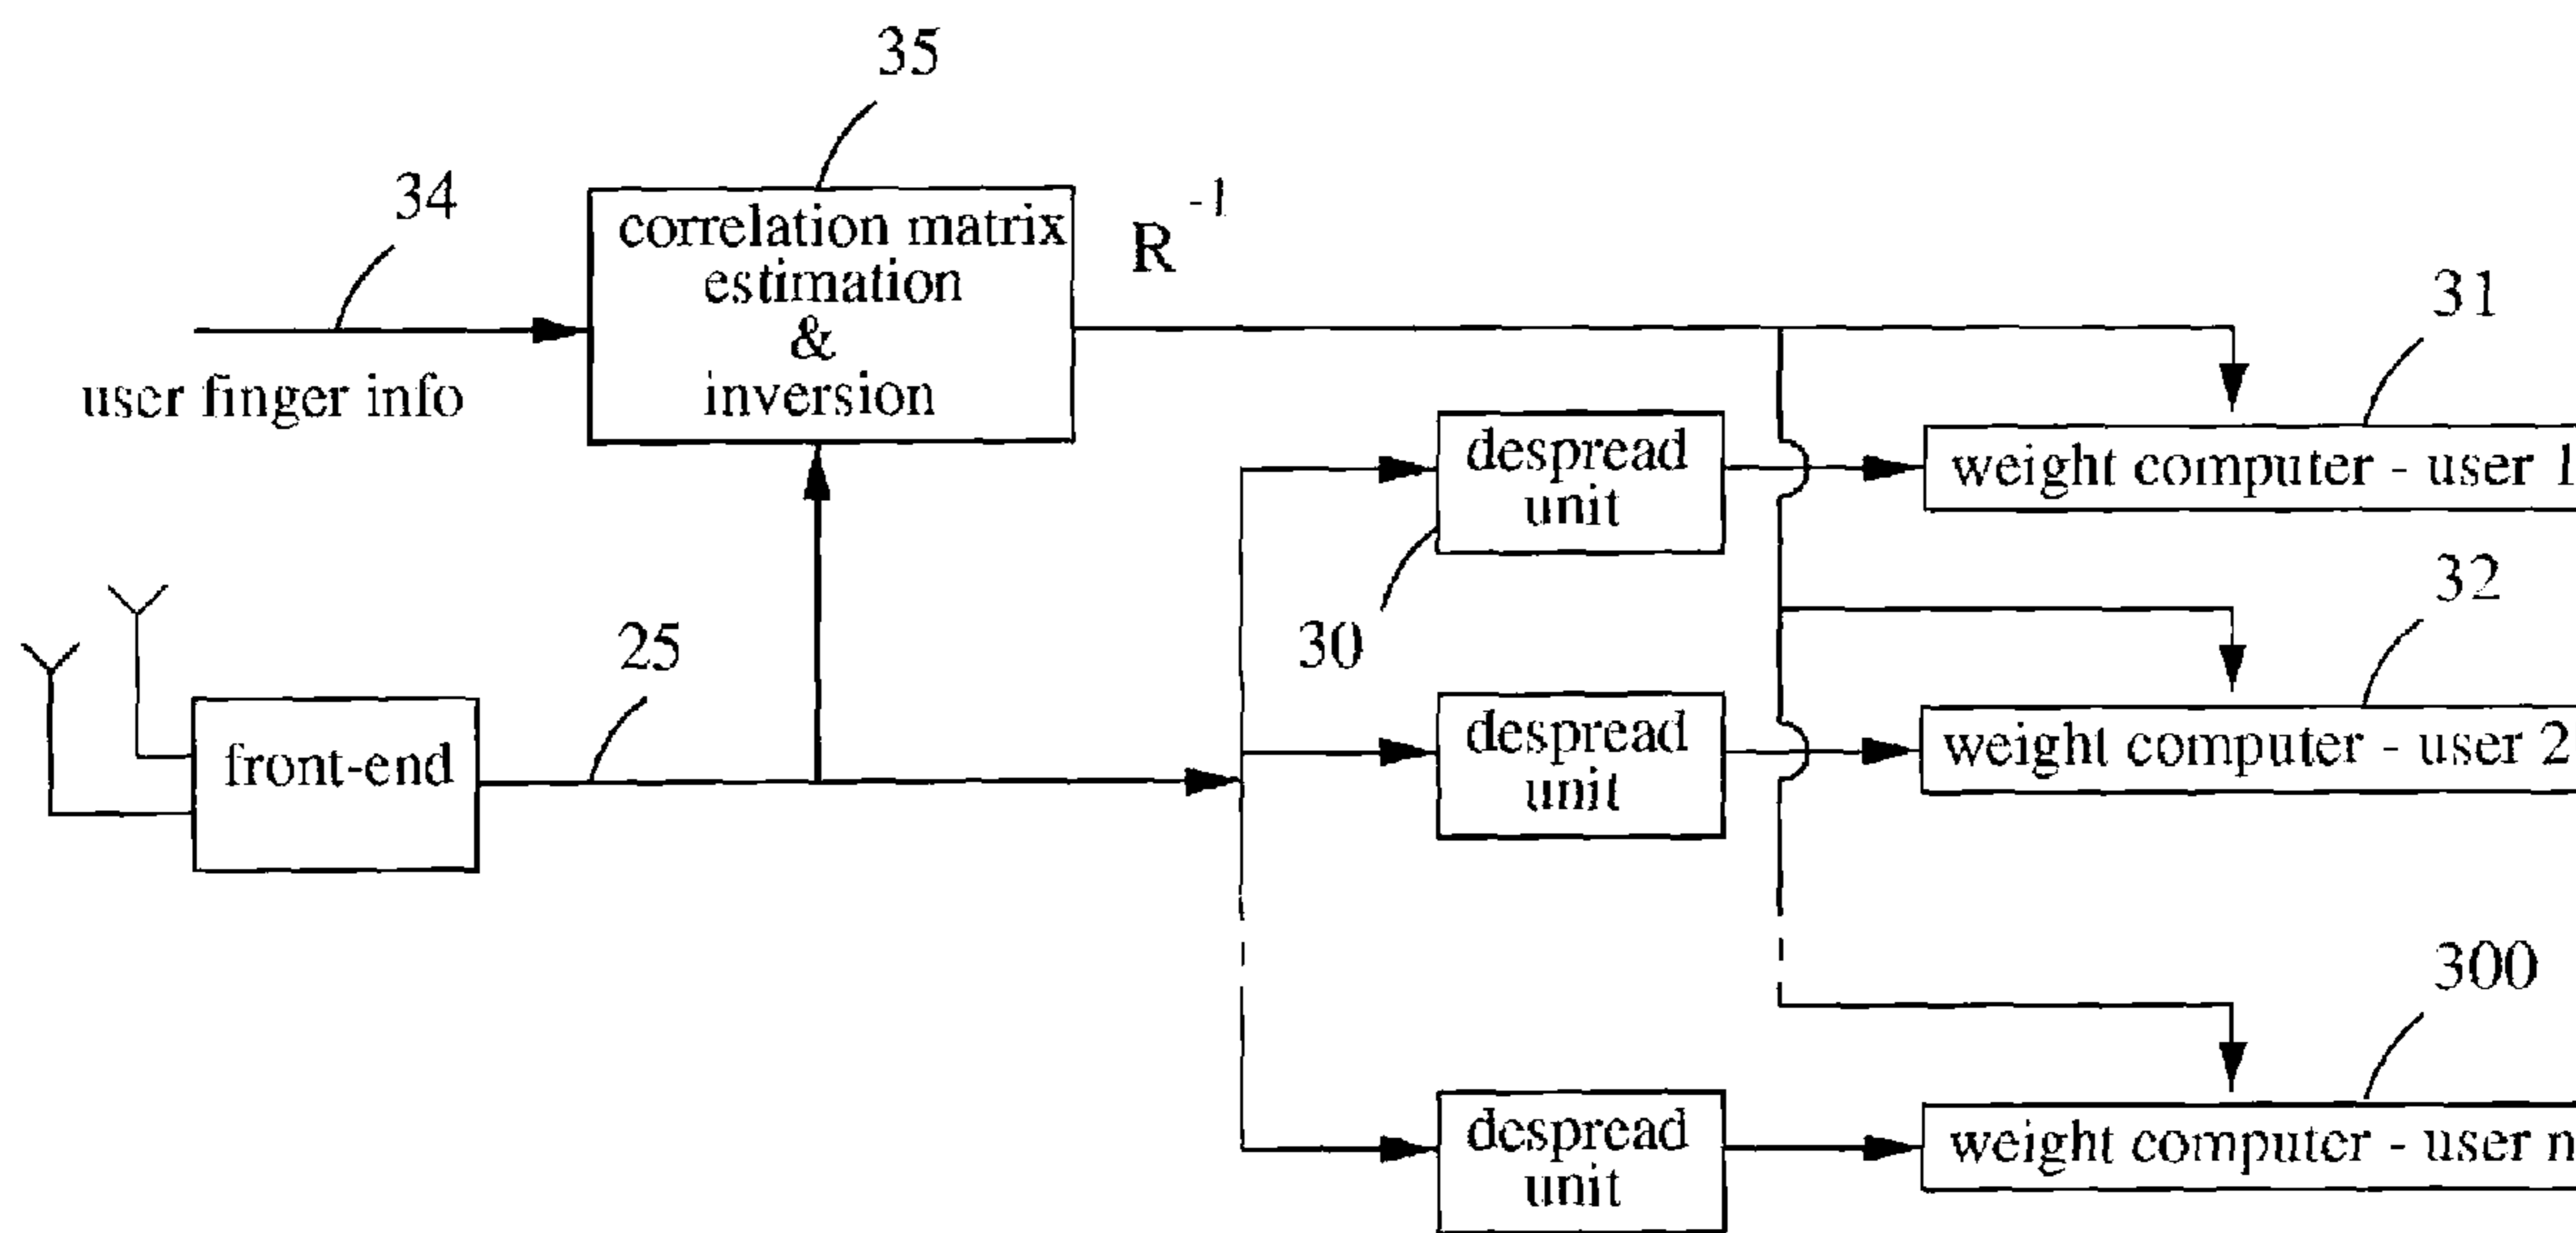 35
34
correlation matrix
estimation
&
inversion
R -1
user finger info
31
despread
unit
weight computer - user 1
30
32
25
front-end
despread
unit
weight computer - user 2
300
despread
unit
weight computer - user n